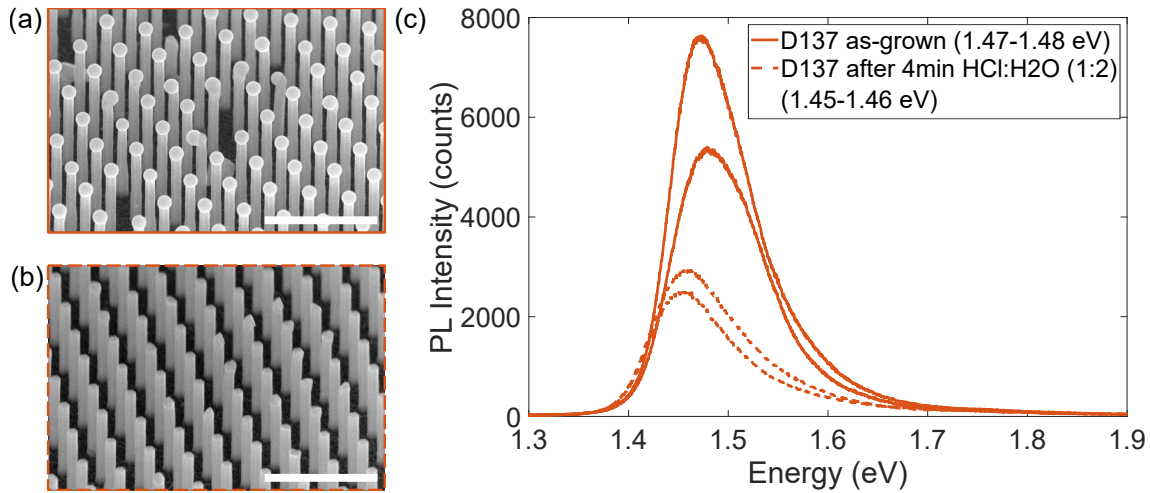 (a)
(b)
(c)
8000
6000
4000
2000
0
PL Intensity (counts)
D137 as-grown (1.47-1.48 eV)
D137 after 4min HCl:H2O (1:2)
(1.45-1.46 eV)
1.3 1.4 1.5 1.6 1.7 1.8 1.9
Energy (eV)